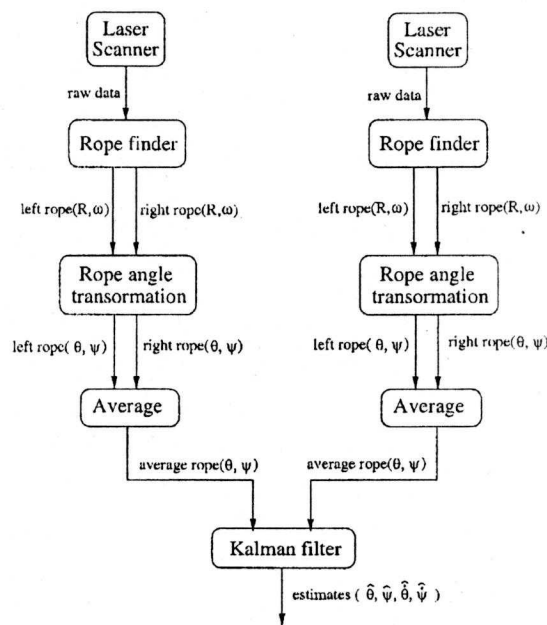 Laser
Scanner
raw data
Rope finder
left rope(R,ω)
right rope(R,ω)
Rope angle
transormation
left rope( θ, ψ)
right rope(θ, ψ)
Average
average rope(θ, ψ)
Laser
Scanner
raw data
Rope finder
left rope(R,ω)
right rope(R,ω)
Rope angle
transormation
left rope( θ, ψ)
right rope(θ, ψ)
Average
average rope(θ, ψ)
Kalman filter
estimates ( θ̂, ψ̂, θ̇̂, ψ̇̂ )